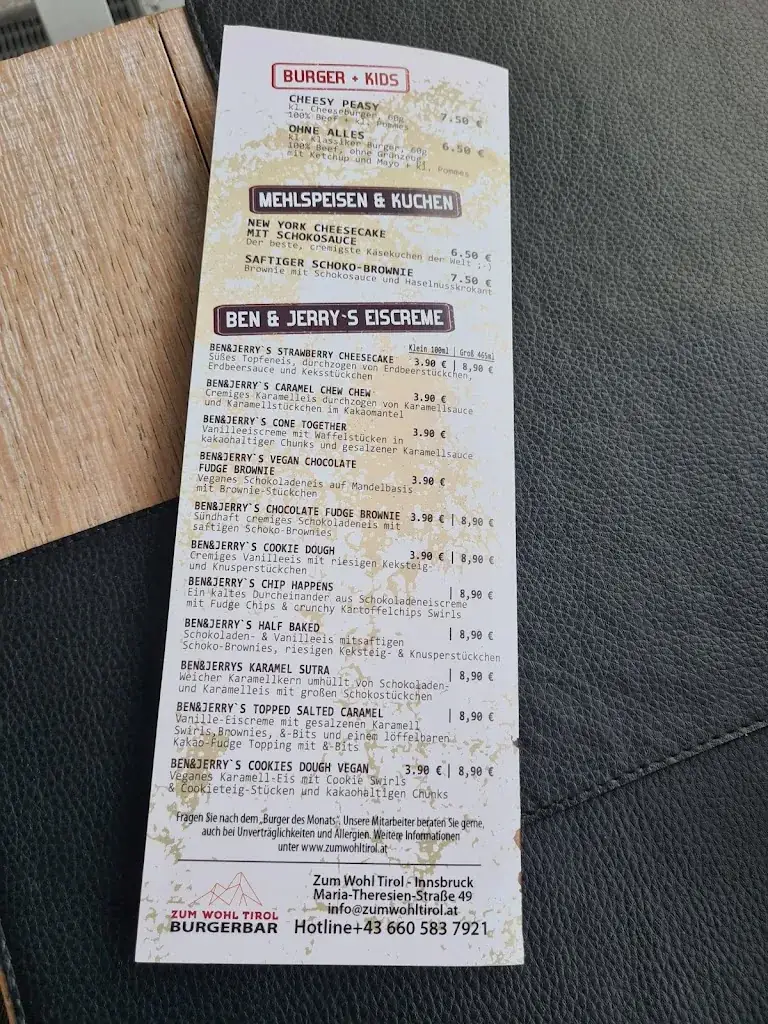 BURGER + KIDS
CHEESY PEASY 7.50 €
kl. Cheeseburger, 60g
100% Beef + kl. Pommes
OHNE ALLES 6.50 €
kl. Klassiker Burger, 60g
100% Beef, ohne Grünzeug
mit Ketchup und Mayo + kl. Pommes
MEHLSPEISEN & KUCHEN
NEW YORK CHEESECAKE
MIT SCHOKOSAUCE 6.50 €
Der beste, cremigste Käsekuchen der Welt ;-)
SAFTIGER SCHOKO-BROWNIE 7.50 €
Brownie mit Schokosauce und Haselnusskrokant
BEN & JERRY`S EISCREME
Klein 100ml | Groß 465ml
BEN&JERRY`S STRAWBERRY CHEESECAKE 3.90 € | 8,90 €
Süßes Topfeneis, durchzogen von Erdbeerstückchen,
Erdbeersauce und Keksstückchen
BEN&JERRY`S CARAMEL CHEW CHEW 3.90 €
Cremiges Karamelleis durchzogen von Karamellsauce
und Karamellstückchen im Kakaomantel
BEN&JERRY`S CONE TOGETHER 3.90 €
Vanilleeiscreme mit Waffelstücken in
kakaohaltiger Chunks und gesalzener Karamellsauce
BEN&JERRY`S VEGAN CHOCOLATE
FUDGE BROWNIE 3.90 €
Veganes Schokoladeneis auf Mandelbasis
mit Brownie-Stückchen
BEN&JERRY`S CHOCOLATE FUDGE BROWNIE 3.90 € | 8,90 €
Sündhaft cremiges Schokoladeneis mit
saftigen Schoko-Brownies
BEN&JERRY`S COOKIE DOUGH 3.90 € | 8,90 €
Cremiges Vanilleeis mit riesigen Keksteig-
und Knusperstückchen
BEN&JERRY`S CHIP HAPPENS | 8,90 €
Ein kaltes Durcheinander aus Schokoladeneiscreme
mit Fudge Chips & crunchy Kartoffelchips Swirls
BEN&JERRY`S HALF BAKED | 8,90 €
Schokoladen- & Vanilleeis mitsaftigen
Schoko-Brownies, riesigen Keksteig- & Knusperstückchen
BEN&JERRYS KARAMEL SUTRA | 8,90 €
Weicher Karamellkern umhüllt von Schokoladen-
und Karamelleis mit großen Schokostückchen
BEN&JERRY`S TOPPED SALTED CARAMEL | 8,90 €
Vanille-Eiscreme mit gesalzenen Karamell
Swirls,Brownies, &-Bits und einem löffelbaren
Kakao-Fudge Topping mit &-Bits
BEN&JERRY`S COOKIES DOUGH VEGAN 3.90 € | 8,90 €
Veganes Karamell-Eis mit Cookie Swirls
& Cookieteig-Stücken und kakaohaltigen Chunks
Fragen Sie nach dem „Burger des Monats". Unsere Mitarbeiter beraten Sie gerne,
auch bei Unverträglichkeiten und Allergien. Weitere Informationen
unter www.zumwohltirol.at
ZUM WOHL TIROL
BURGERBAR
Zum Wohl Tirol - Innsbruck
Maria-Theresien-Straße 49
info@zumwohltirol.at
Hotline+43 660 583 7921